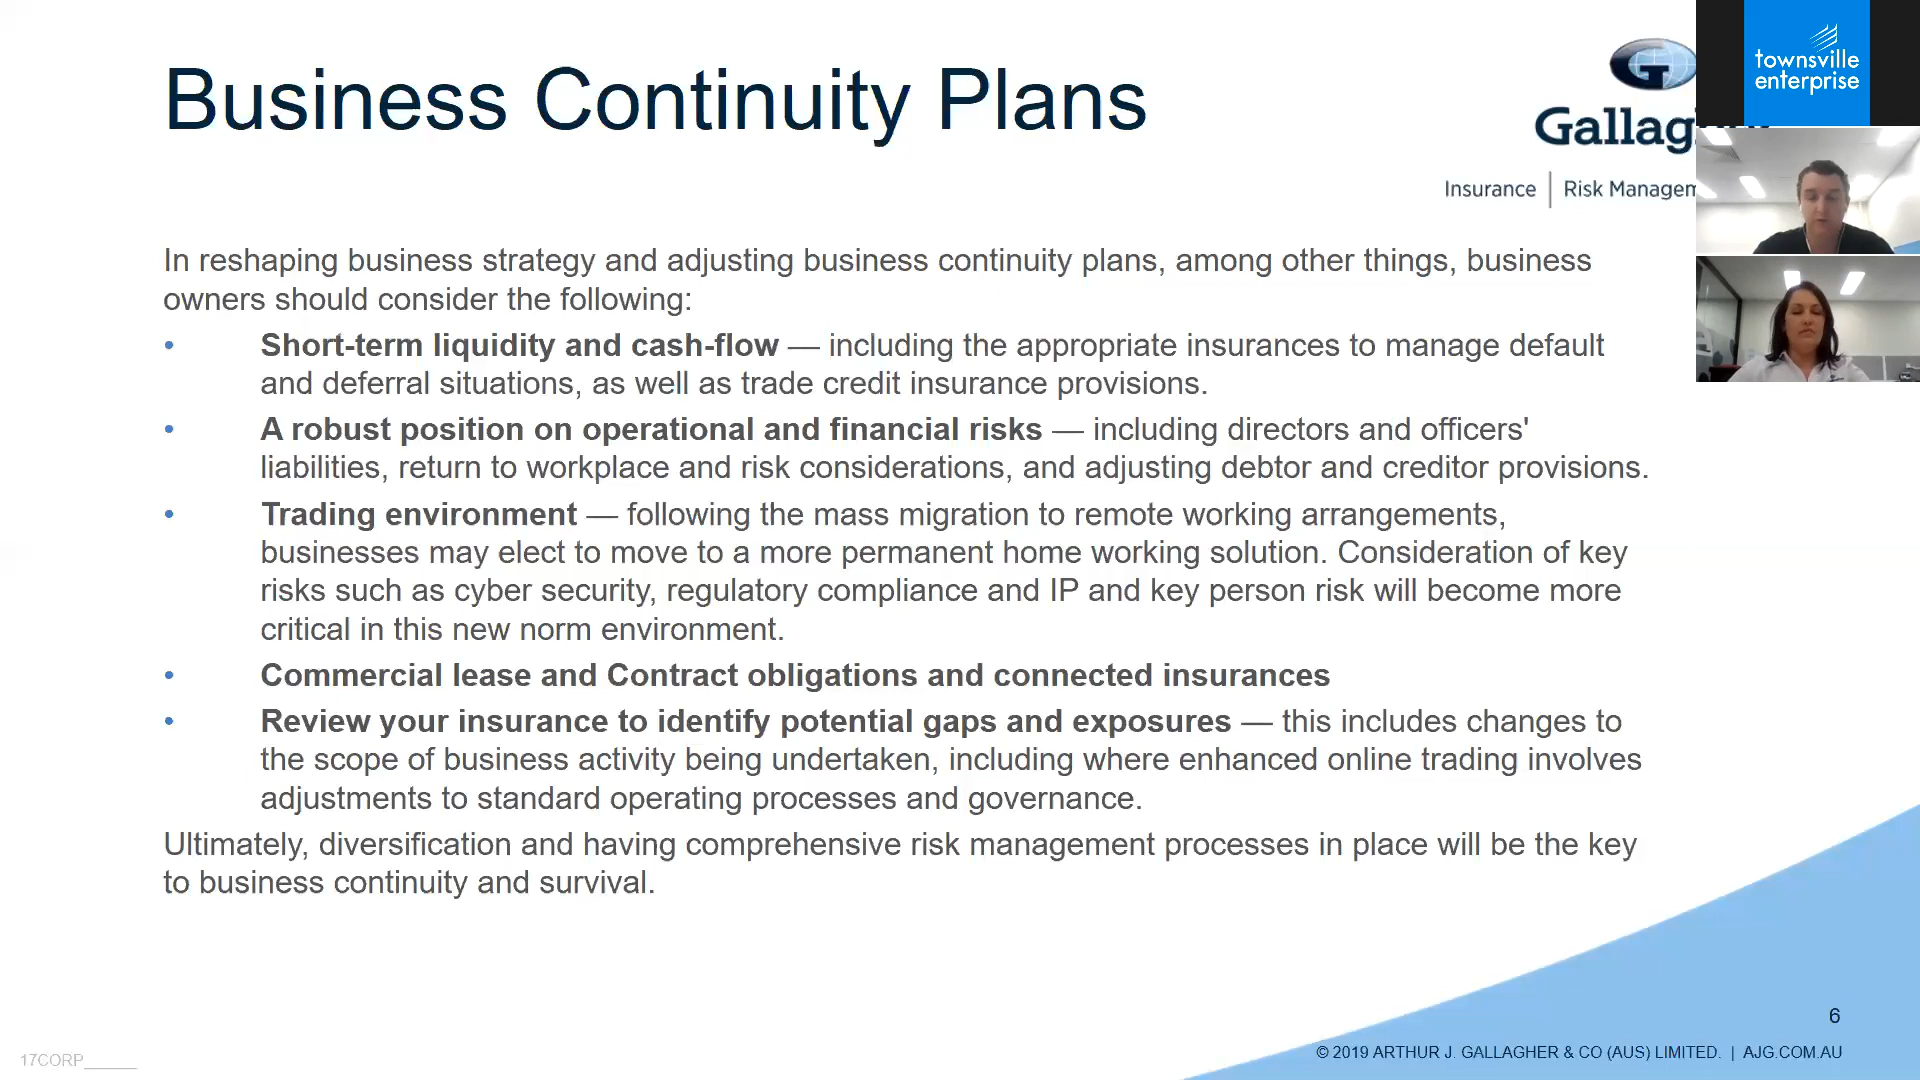 Business Continuity Plans
Gallag
Insurance | Risk Managem
townsville
enterprise
In reshaping business strategy and adjusting business continuity plans, among other things, business
owners should consider the following:
• Short-term liquidity and cash-flow — including the appropriate insurances to manage default
and deferral situations, as well as trade credit insurance provisions.
• A robust position on operational and financial risks — including directors and officers'
liabilities, return to workplace and risk considerations, and adjusting debtor and creditor provisions.
• Trading environment — following the mass migration to remote working arrangements,
businesses may elect to move to a more permanent home working solution. Consideration of key
risks such as cyber security, regulatory compliance and IP and key person risk will become more
critical in this new norm environment.
• Commercial lease and Contract obligations and connected insurances
• Review your insurance to identify potential gaps and exposures — this includes changes to
the scope of business activity being undertaken, including where enhanced online trading involves
adjustments to standard operating processes and governance.
Ultimately, diversification and having comprehensive risk management processes in place will be the key
to business continuity and survival.
6
© 2019 ARTHUR J. GALLAGHER & CO (AUS) LIMITED. | AJG.COM.AU
17CORP______